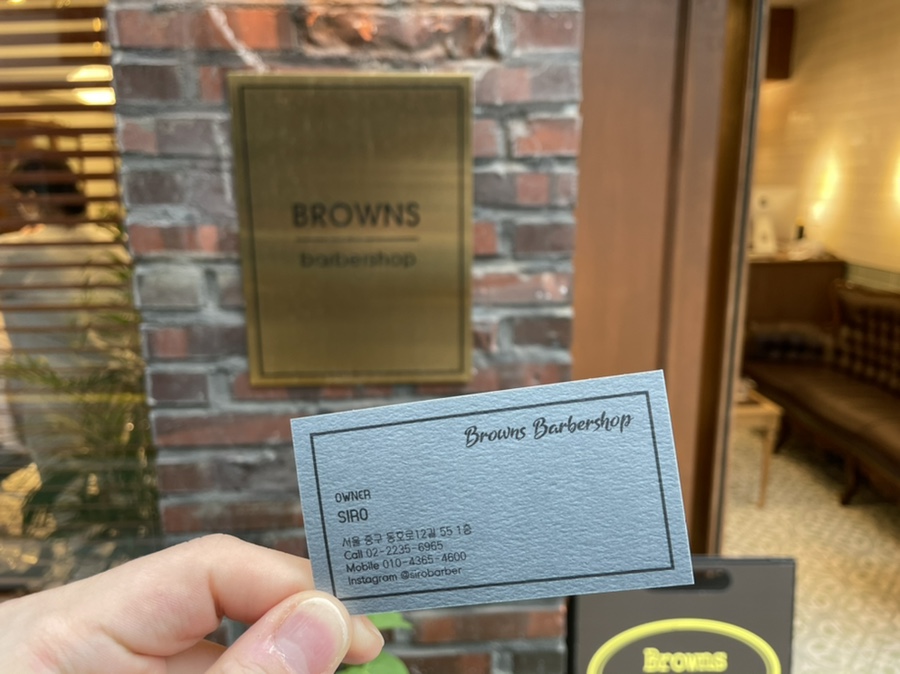 BROWNS
barbershop
Browns Barbershop
OWNER
SIRO
서울 중구 동호로12길 55 1층
Call 02-2235-6965
Mobile 010-4365-4600
Instagram @sirobarber
Browns